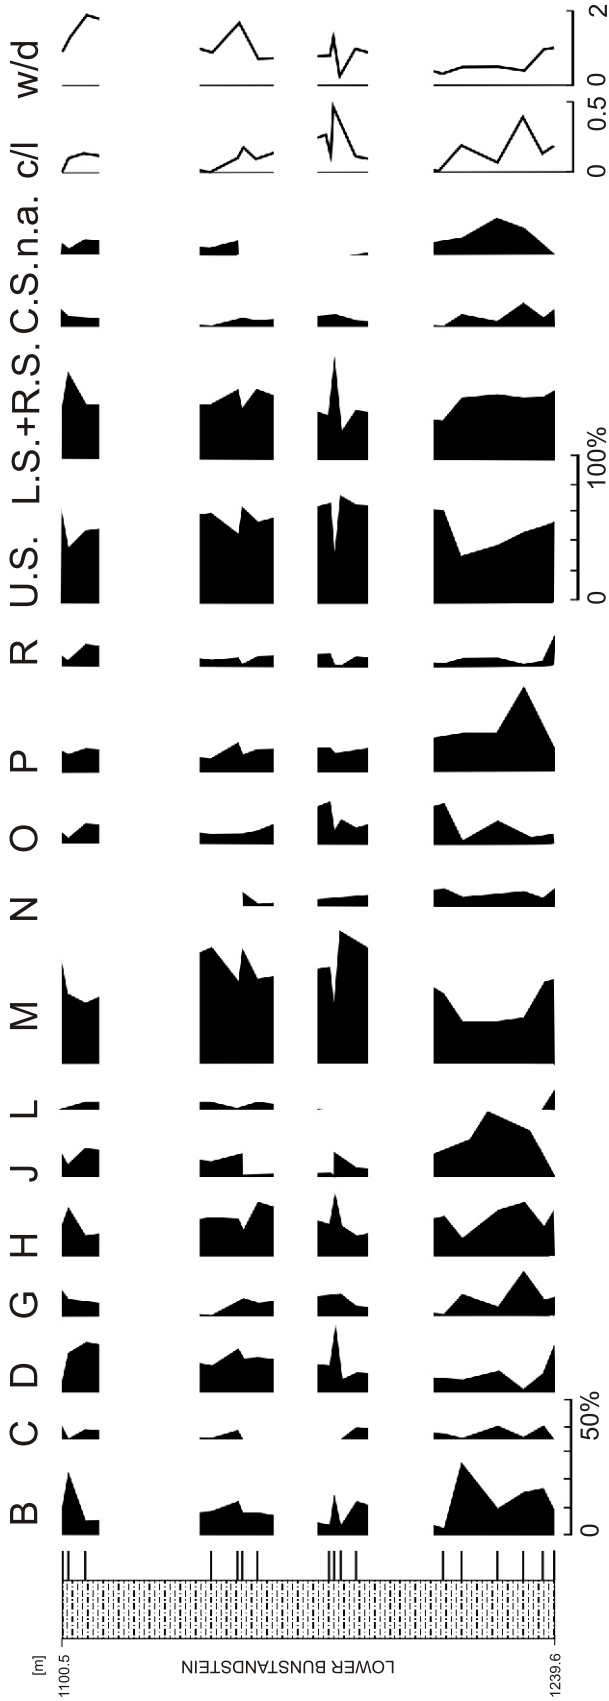 [m]
1100.5
LOWER BUNSTANDSTEIN
1239.6
B
C
D
G
H
J
L
M
N
O
P
R
U.S.
L.S.+R.S.
C.S.
n.a.
c/l
w/d
0
50%
0
100%
0
0.5
0
2